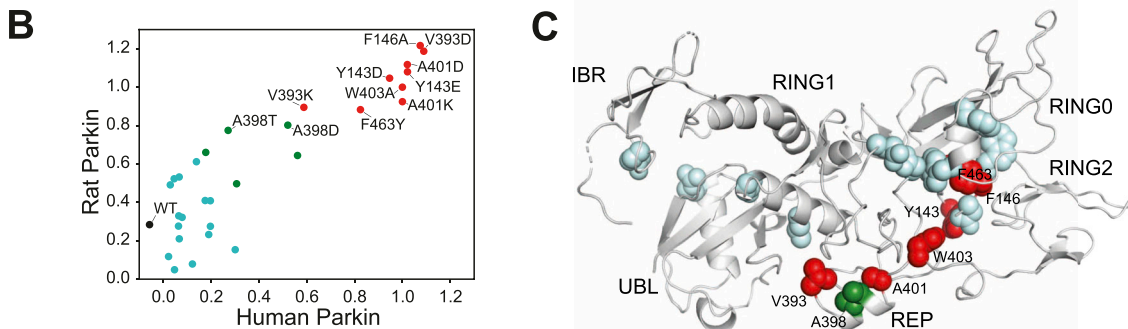 B
Rat Parkin
1.2
1.0
0.8
0.6
0.4
0.2
0.0
F146A
V393D
A401D
Y143D
Y143E
W403A
A401K
V393K
F463Y
A398T
A398D
WT
0.0 0.2 0.4 0.6 0.8 1.0 1.2
Human Parkin
C
IBR
RING1
RING0
RING2
F463
F146
Y143
W403
UBL
V393
A401
A398
REP